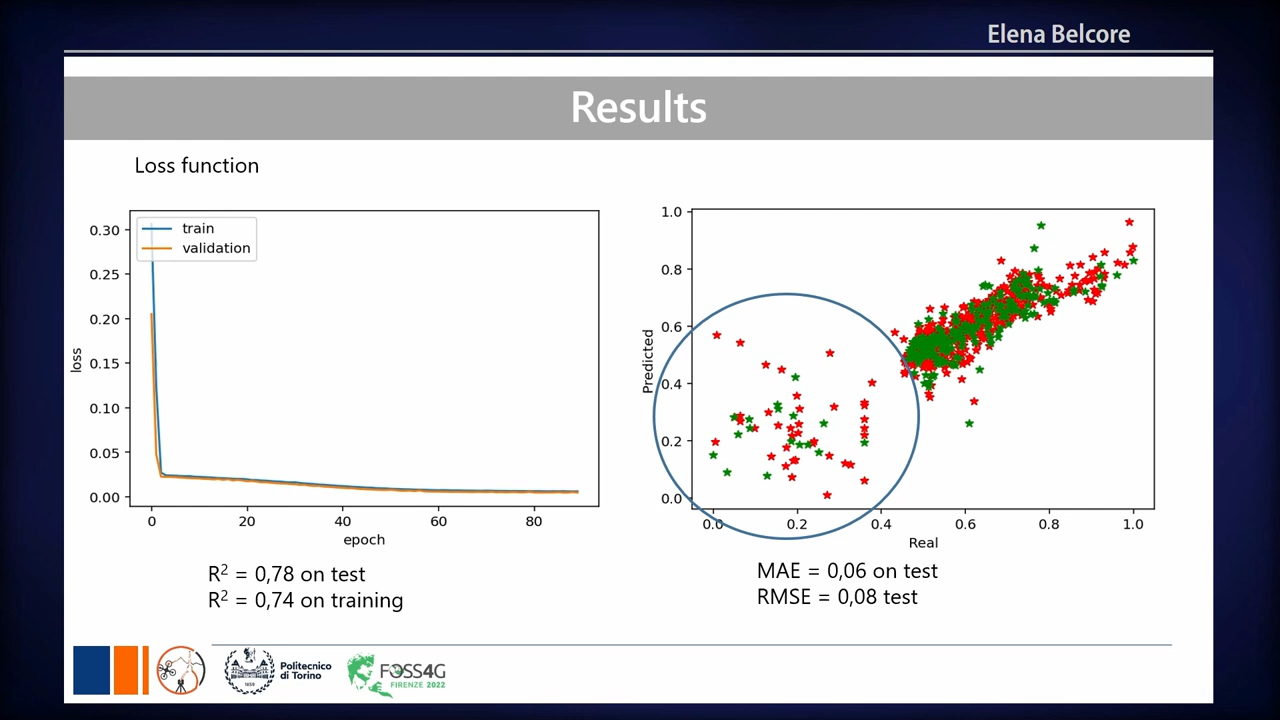 Elena Belcore
Results
Loss function
train
validation
0.30
0.25
0.20
0.15
0.10
0.05
0.00
loss
0 20 40 60 80
epoch
R² = 0,78 on test
R² = 0,74 on training
1.0
0.8
0.6
0.4
0.2
0.0
Predicted
0.0 0.2 0.4 0.6 0.8 1.0
Real
MAE = 0,06 on test
RMSE = 0,08 test
Politecnico
di Torino
FOSS4G
FIRENZE 2022